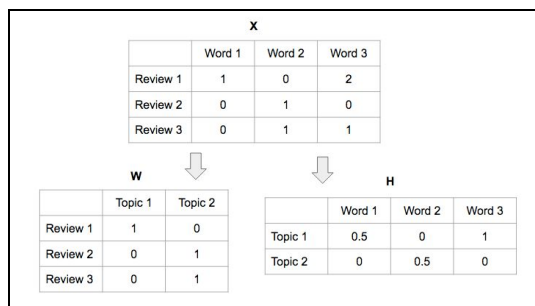 X
Word 1 Word 2 Word 3
Review 1 1 0 2
Review 2 0 1 0
Review 3 0 1 1
W
Topic 1 Topic 2
Review 1 1 0
Review 2 0 1
Review 3 0 1
H
Word 1 Word 2 Word 3
Topic 1 0.5 0 1
Topic 2 0 0.5 0